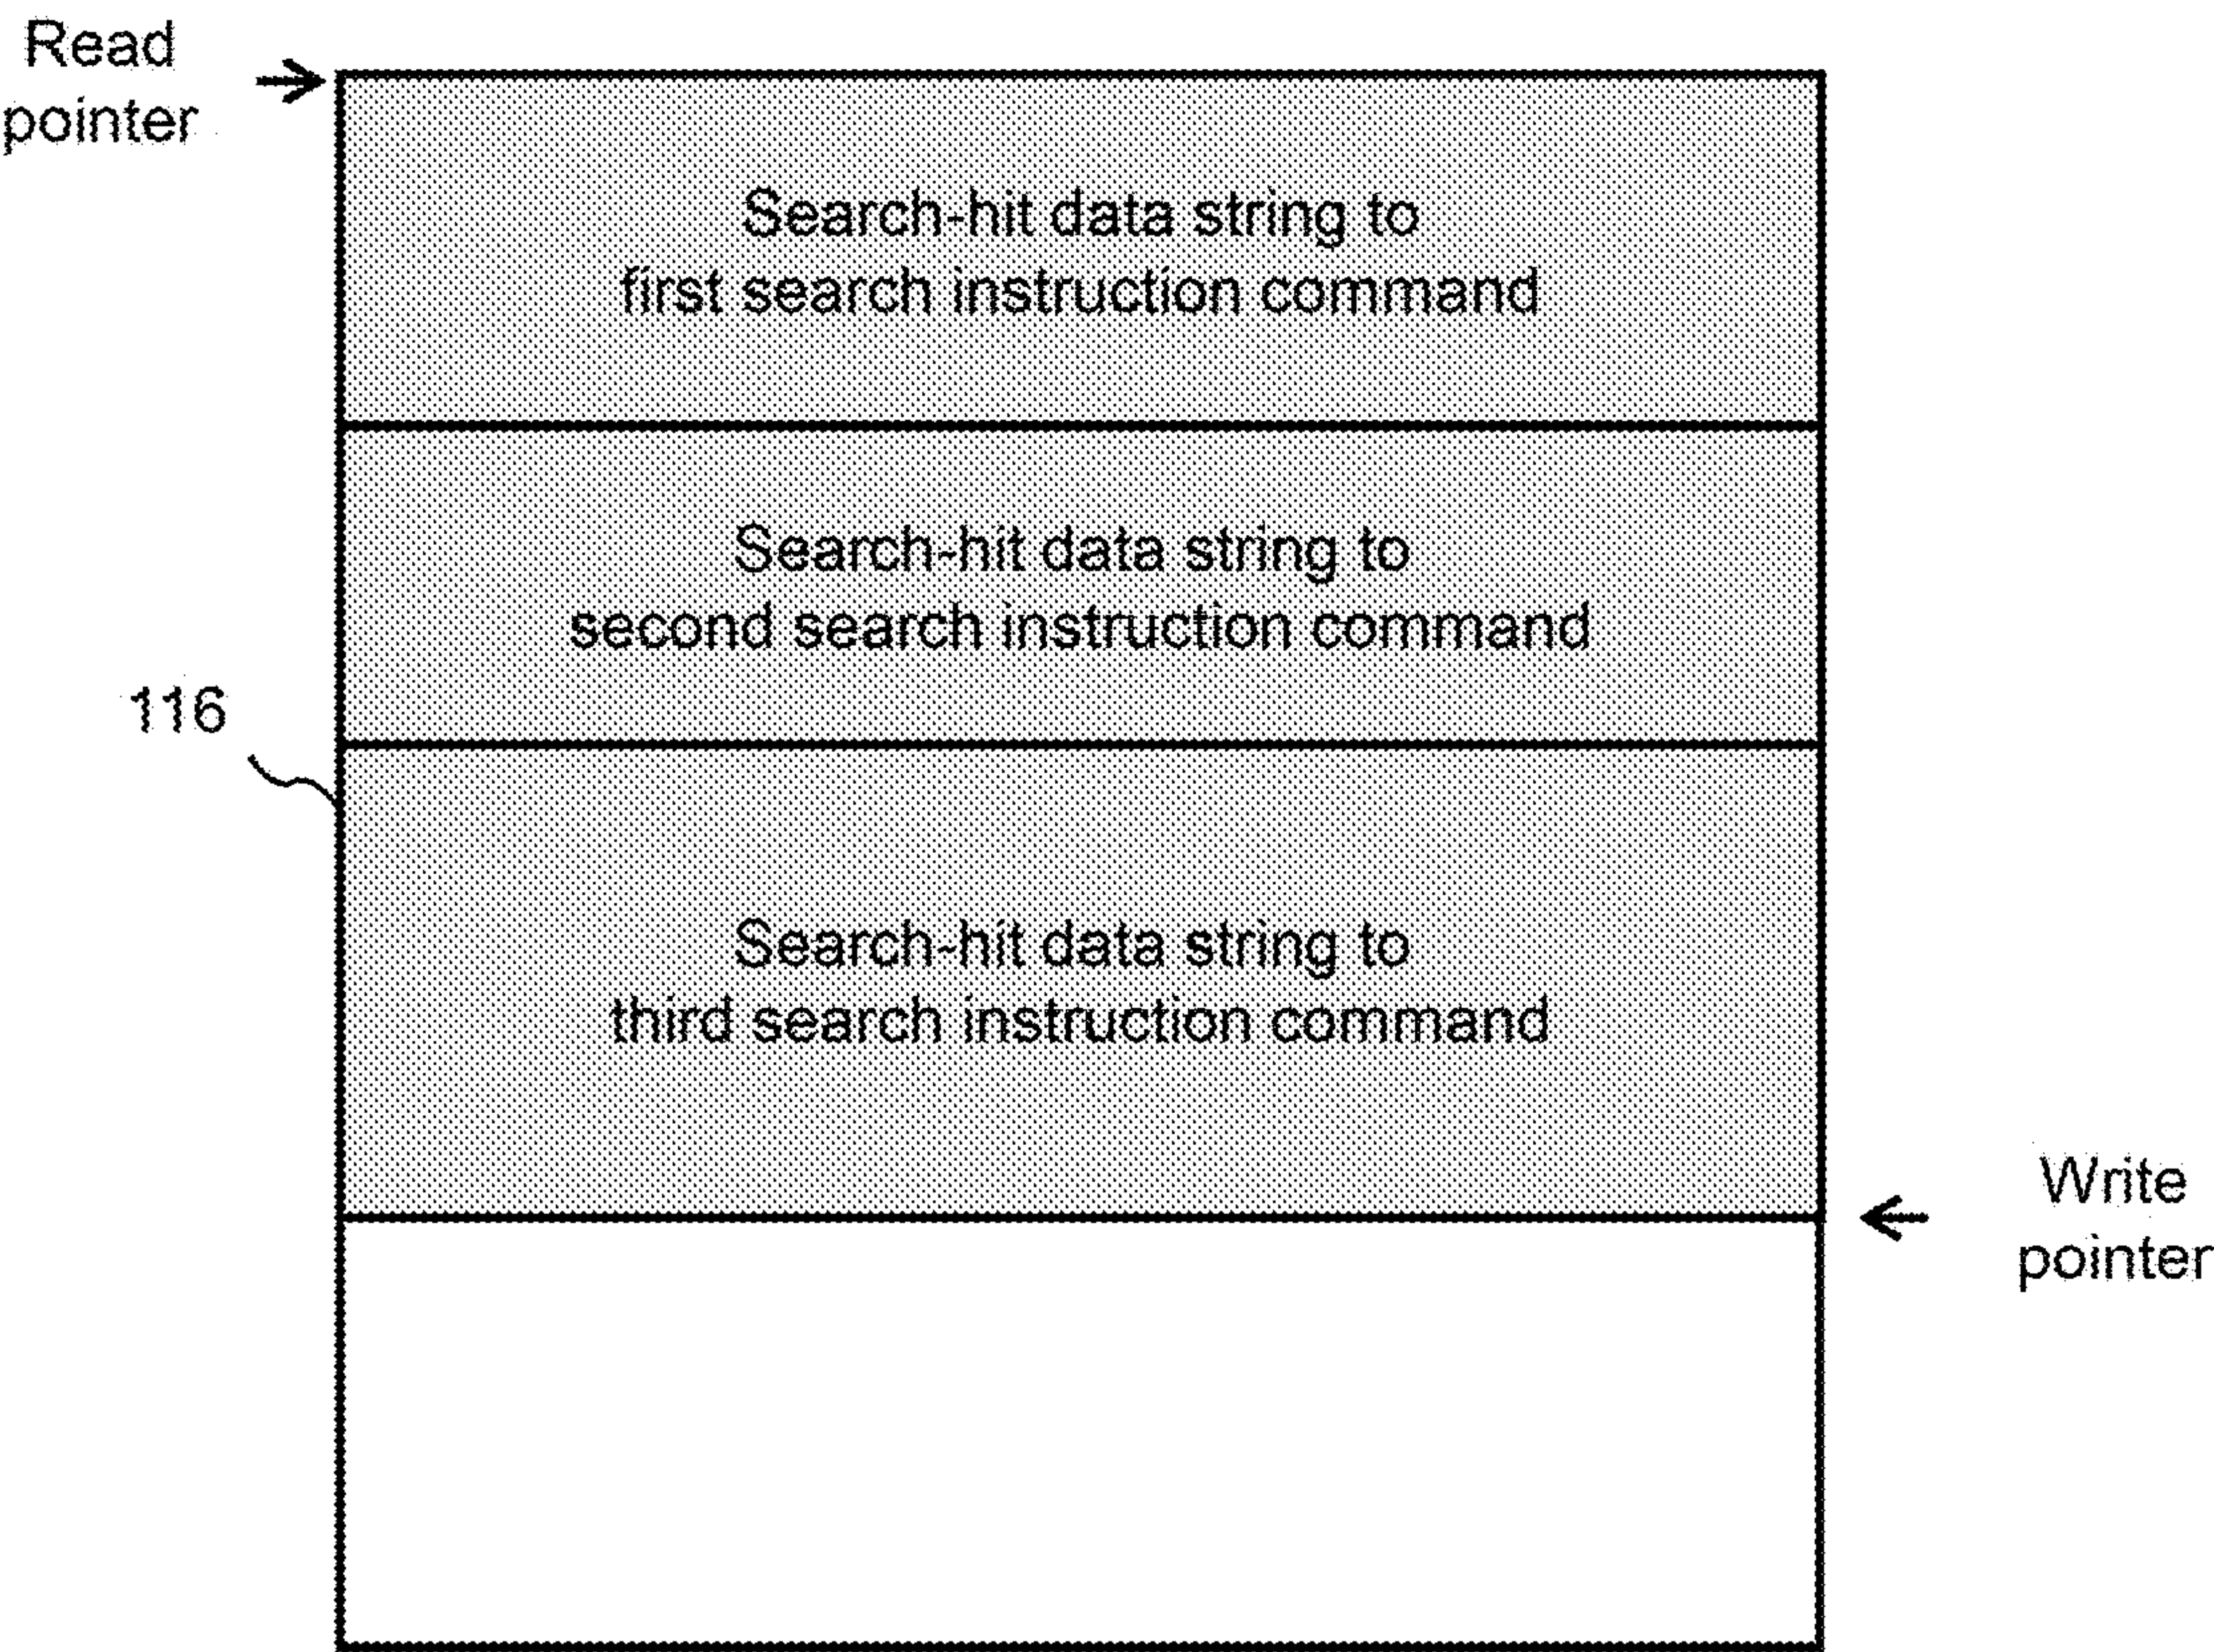 Read
pointer
Search-hit data string to
first search instruction command
Search-hit data string to
second search instruction command
116
Search-hit data string to
third search instruction command
Write
pointer